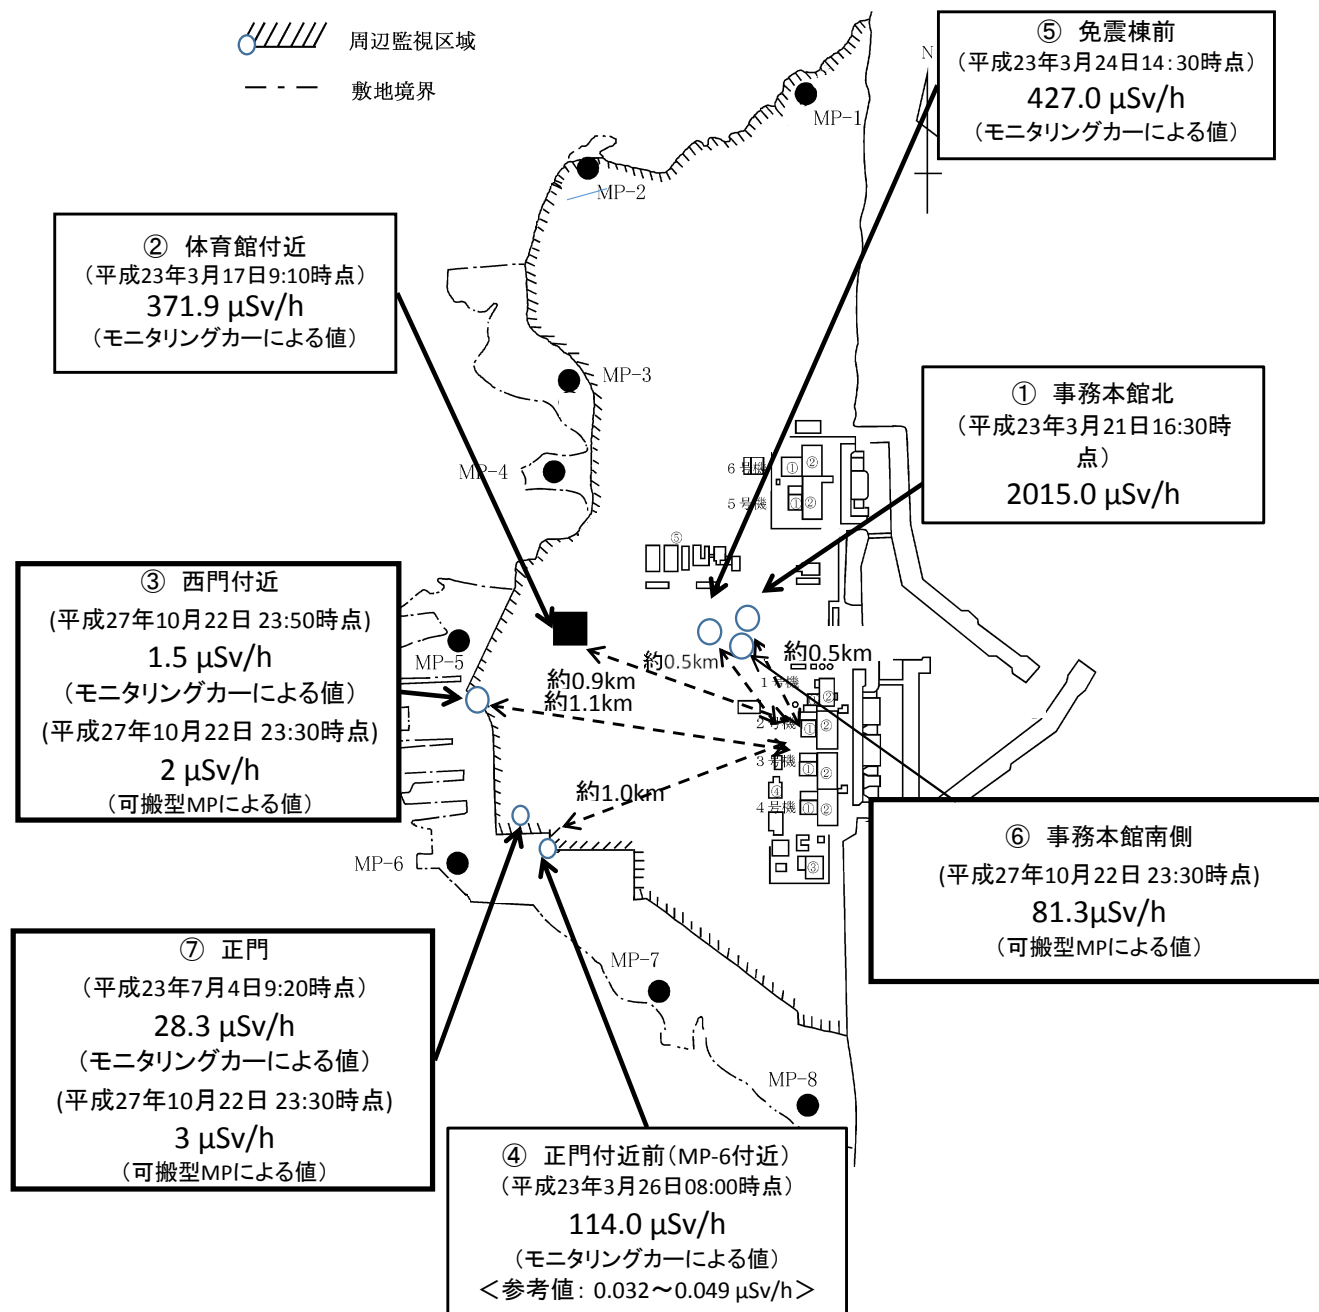 周辺監視区域
敷地境界
⑤ 免震棟前
(平成23年3月24日14:30時点)
427.0 μSv/h
(モニタリングカーによる値)
N
MP-1
MP-2
② 体育館付近
(平成23年3月17日9:10時点)
371.9 μSv/h
(モニタリングカーによる値)
MP-3
① 事務本館北
(平成23年3月21日16:30時
点)
2015.0 μSv/h
MP-4
6号機
①
②
5号機
①
②
⑤
③ 西門付近
(平成27年10月22日 23:50時点)
1.5 μSv/h
(モニタリングカーによる値)
(平成27年10月22日 23:30時点)
2 μSv/h
(可搬型MPによる値)
MP-5
約0.9km
約1.1km
約0.5km
約0.5km
1号機
②
2号機
①
②
3号機
①
②
④
4号機
①
②
③
約1.0km
MP-6
⑥ 事務本館南側
(平成27年10月22日 23:30時点)
81.3μSv/h
(可搬型MPによる値)
⑦ 正門
(平成23年7月4日9:20時点)
28.3 μSv/h
(モニタリングカーによる値)
(平成27年10月22日 23:30時点)
3 μSv/h
(可搬型MPによる値)
MP-7
MP-8
④ 正門付近前(MP-6付近)
(平成23年3月26日08:00時点)
114.0 μSv/h
(モニタリングカーによる値)
<参考値: 0.032~0.049 μSv/h>